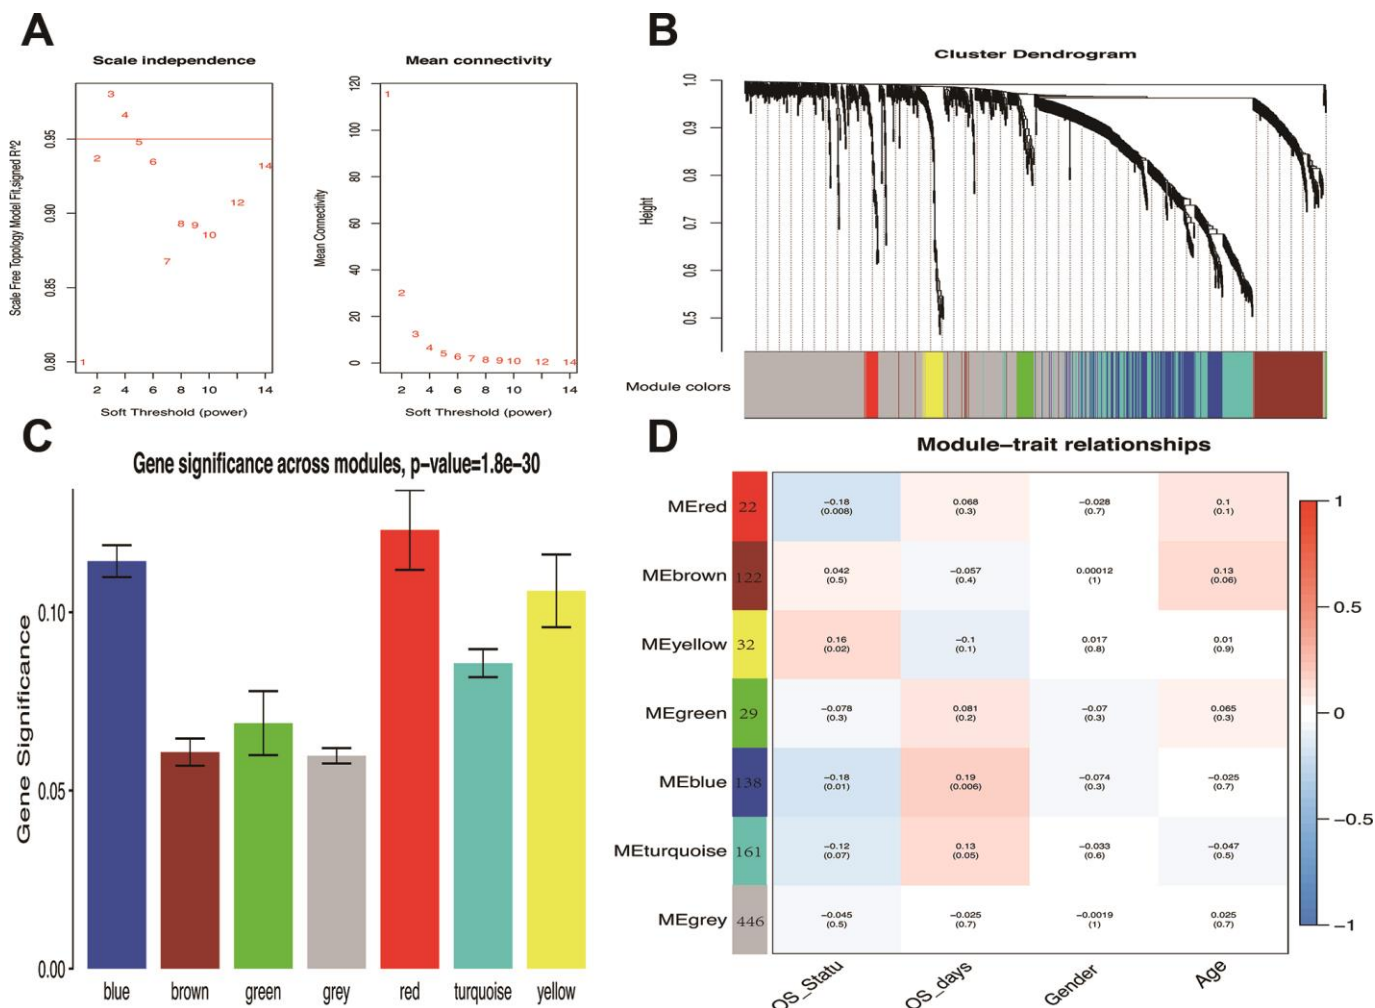 A
Scale independence
Scale Free Topology Model Fit,signed R^2
0.80 0.85 0.90 0.95
1 2 3 4 5 6 7 8 9 10 12 14
2 4 6 8 10 14
Soft Threshold (power)
Mean connectivity
Mean Connectivity
0 20 40 60 80 100 120
1 2 3 4 5 6 7 8 9 10 12 14
2 4 6 8 10 14
Soft Threshold (power)
B
Cluster Dendrogram
Height
0.5 0.6 0.7 0.8 0.9 1.0
Module colors
C
Gene significance across modules, p-value=1.8e-30
Gene Significance
0.10
0.05
0.00
blue brown green grey red turquoise yellow
D
Module-trait relationships
MEred 22 -0.18 0.068 -0.028 0.1
(0.008) (0.3) (0.7) (0.1)
MEbrown 122 0.042 -0.057 0.00012 0.13
(0.5) (0.4) (1) (0.06)
MEyellow 32 0.16 -0.1 0.017 0.01
(0.02) (0.1) (0.8) (0.9)
MEgreen 29 -0.078 0.081 -0.07 0.065
(0.3) (0.2) (0.3) (0.3)
MEblue 138 -0.18 0.19 -0.074 -0.025
(0.01) (0.006) (0.3) (0.7)
MEturquoise 161 -0.12 0.13 -0.033 -0.047
(0.07) (0.05) (0.6) (0.5)
MEgrey 446 -0.045 -0.025 -0.0019 0.025
(0.5) (0.7) (1) (0.7)
OS_Statu OS_days Gender Age
1
0.5
0
-0.5
-1